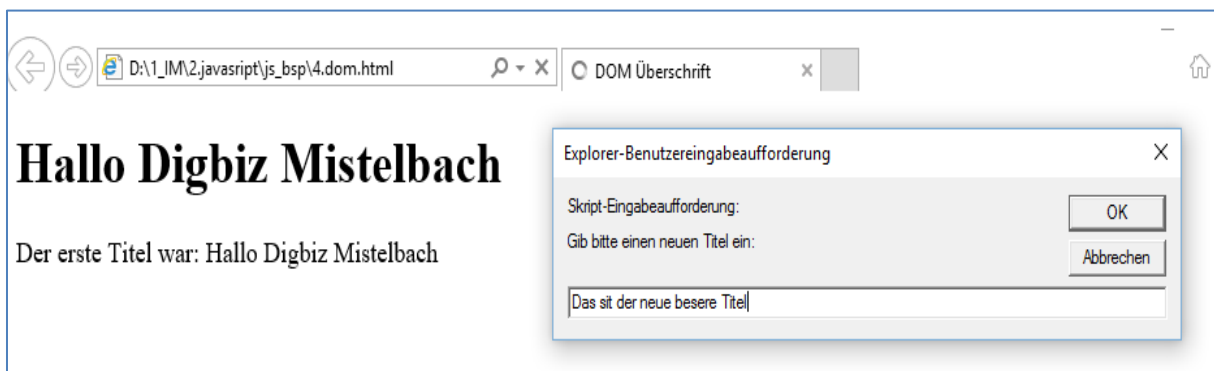 D:\1_IM\2.javasript\js_bsp\4.dom.html
DOM Überschrift
Hallo Digbiz Mistelbach
Der erste Titel war: Hallo Digbiz Mistelbach
Explorer-Benutzereingabeaufforderung
Skript-Eingabeaufforderung:
OK
Gib bitte einen neuen Titel ein:
Abbrechen
Das sit der neue besere Titel